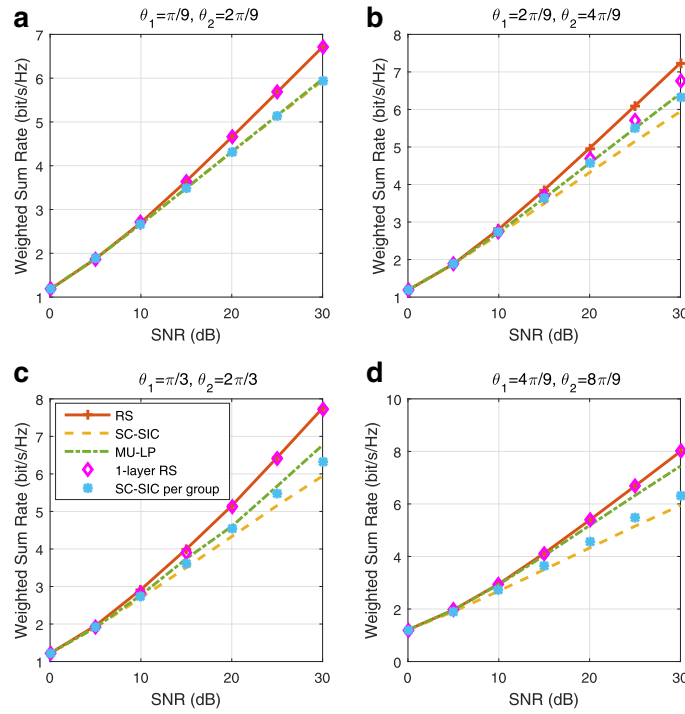 a
θ1=π/9, θ2=2π/9
7
6
5
4
3
2
1
Weighted Sum Rate (bit/s/Hz)
0
10
20
30
SNR (dB)
b
θ1=2π/9, θ2=4π/9
8
7
6
5
4
3
2
1
Weighted Sum Rate (bit/s/Hz)
0
10
20
30
SNR (dB)
c
θ1=π/3, θ2=2π/3
8
7
6
5
4
3
2
1
Weighted Sum Rate (bit/s/Hz)
RS
SC-SIC
MU-LP
1-layer RS
SC-SIC per group
0
10
20
30
SNR (dB)
d
θ1=4π/9, θ2=8π/9
10
8
6
4
2
0
Weighted Sum Rate (bit/s/Hz)
0
10
20
30
SNR (dB)